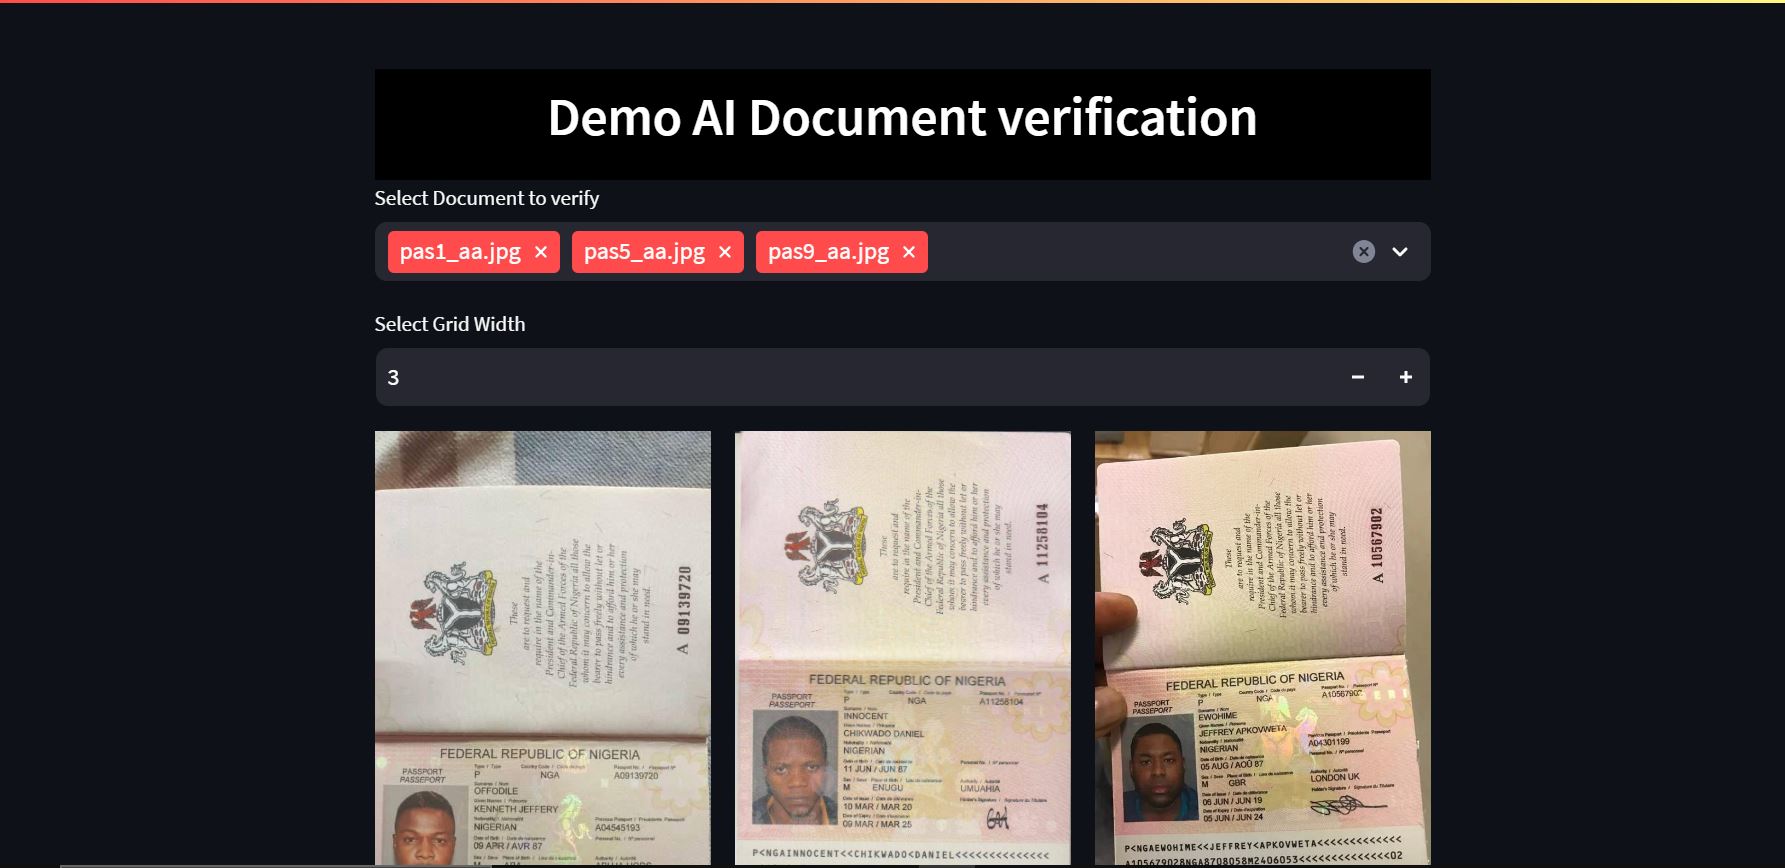 Demo AI Document verification
Select Document to verify
pas1_aa.jpg
pas5_aa.jpg
pas9_aa.jpg
Select Grid Width
3
These
are to request and
require in the name of the
President and Commander-in-
Chief of the Armed Forces of the
Federal Republic of Nigeria all those
whom it may concern to allow the
bearer to pass freely without let or
hindrance and to afford him or her
every assistance and protection
of which he or she may
stand in need.
A 09139720
FEDERAL REPUBLIC OF NIGERIA
PASSPORT
PASSEPORT
P
NGA
A09139720
OFFODILE
KENNETH JEFFERY
NIGERIAN
A04545193
09 APR / AVR 87
These
are to request and
require in the name of the
President and Commander-in-
Chief of the Armed Forces of the
Federal Republic of Nigeria all those
whom it may concern to allow the
bearer to pass freely without let or
hindrance and to afford him or her
every assistance and protection
of which he or she may
stand in need.
A 11258104
FEDERAL REPUBLIC OF NIGERIA
PASSPORT
PASSEPORT
P
NGA
A11258104
INNOCENT
CHIKWADO DANIEL
NIGERIAN
11 JUN / JUN 87
M
ENUGU
UMUAHIA
10 MAR / MAR 20
09 MAR / MAR 25
P<NGAINNOCENT<<CHIKWADO<DANIEL<<<<<<<<<<<<<<
These
are to request and
require in the name of the
President and Commander-in-
Chief of the Armed Forces of the
Federal Republic of Nigeria all those
whom it may concern to allow the
bearer to pass freely without let or
hindrance and to afford him or her
every assistance and protection
of which he or she may
stand in need.
A 10567902
FEDERAL REPUBLIC OF NIGERIA
PASSPORT
PASSEPORT
P
NGA
A10567902
EWOHIME
JEFFREY APKOVWETA
NIGERIAN
A04301199
05 AUG / AOÛ 87
M
GBR
LONDON UK
06 JUN / JUN 19
05 JUN / JUN 24
P<NGAEWOHIME<<JEFFREY<APKOVWETA<<<<<<<<<<<<<
A105679028NGA8708058M2406053<<<<<<<<<<<<<<02